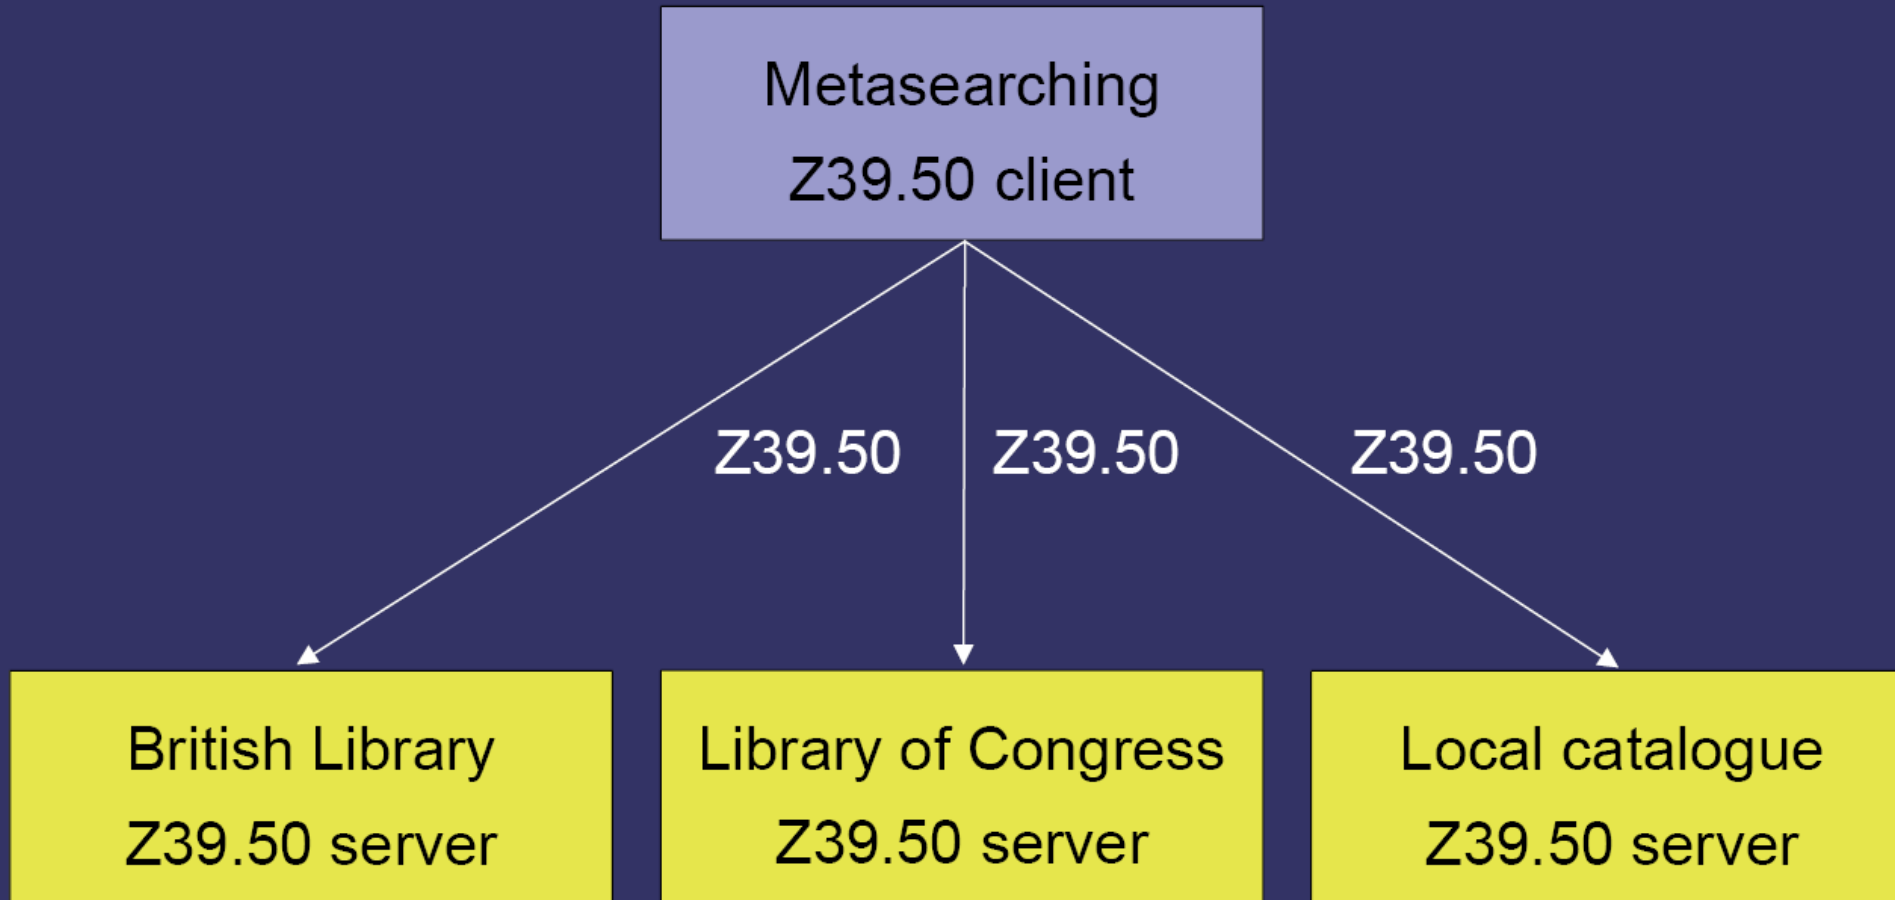 Metasearching
Z39.50 client
Z39.50
Z39.50
Z39.50
British Library
Z39.50 server
Library of Congress
Z39.50 server
Local catalogue
Z39.50 server